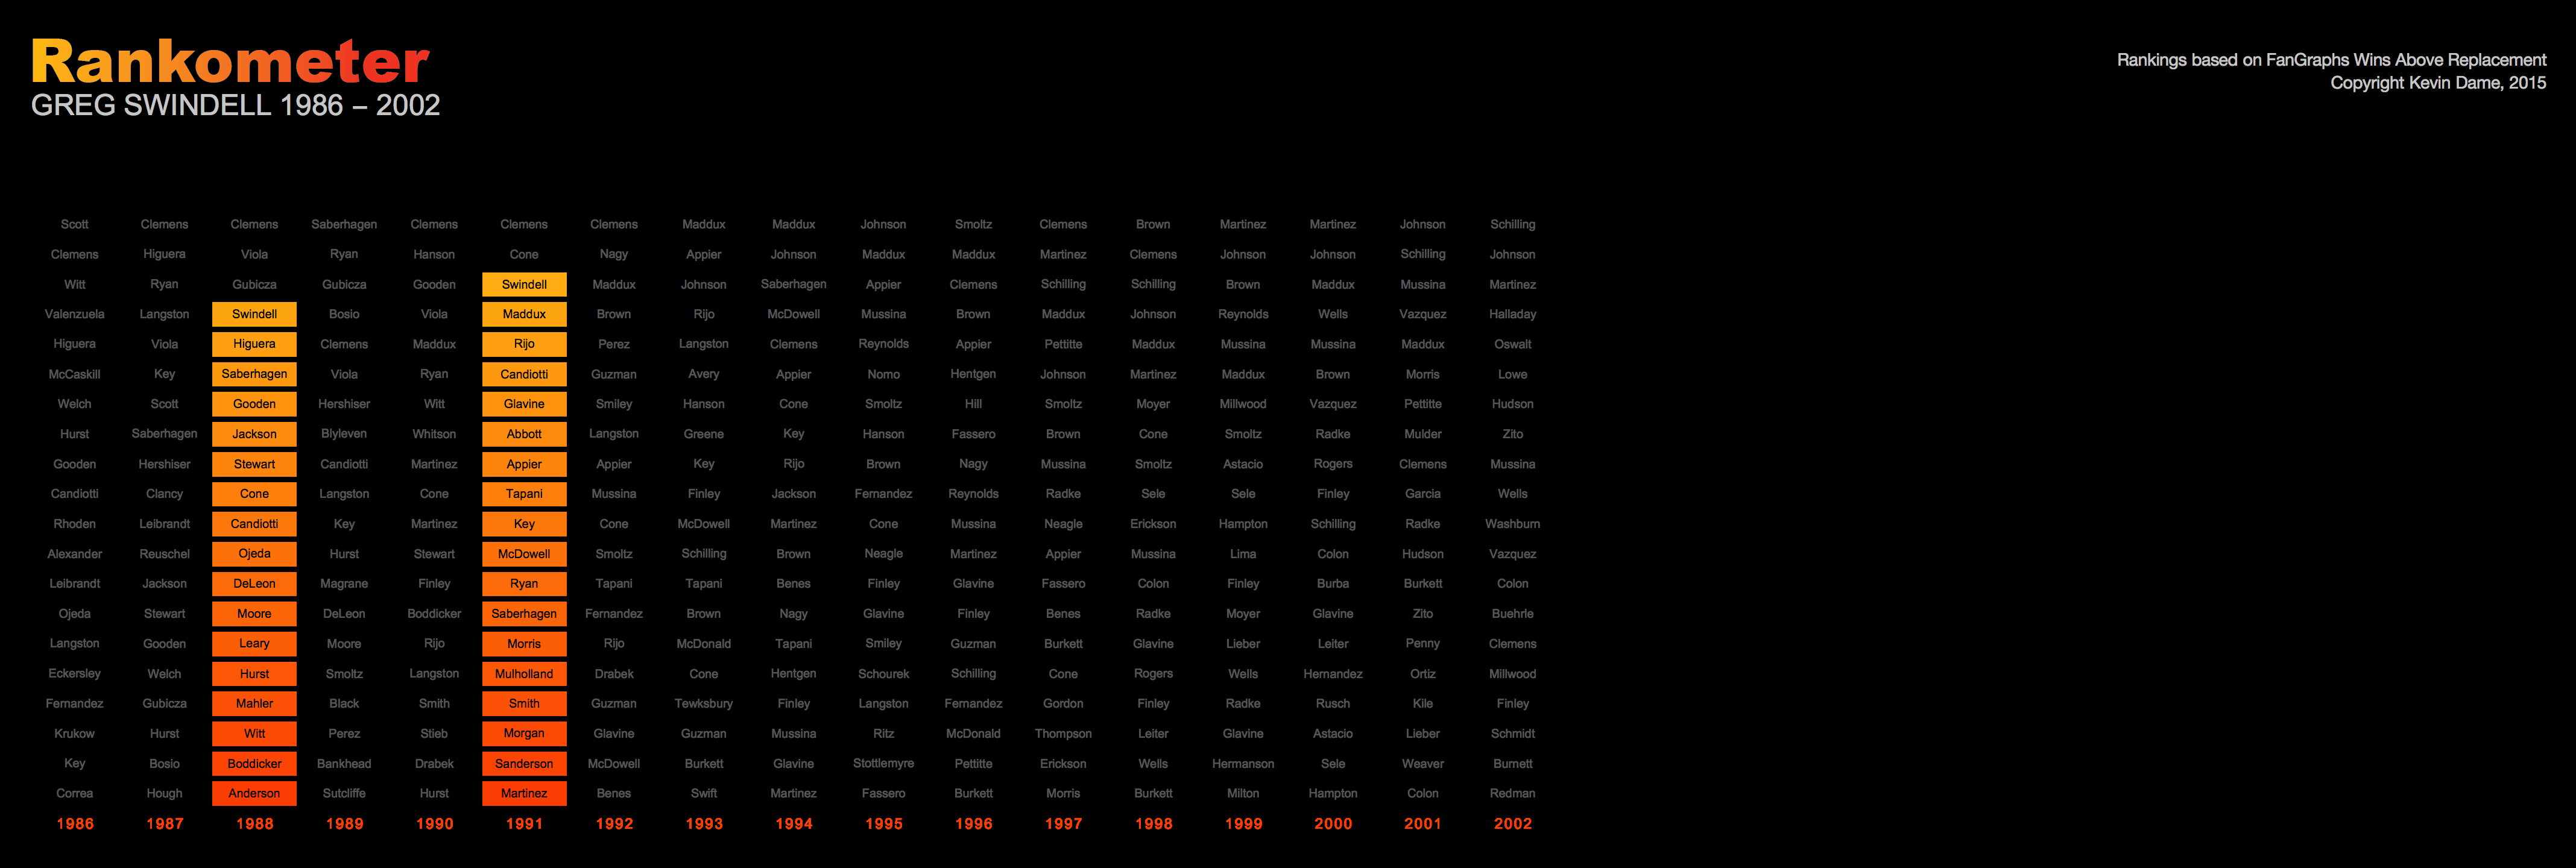 Rankometer
GREG SWINDELL 1986 – 2002
Rankings based on FanGraphs Wins Above Replacement
Copyright Kevin Dame, 2015
Scott Clemens Clemens Saberhagen Clemens Clemens Clemens Maddux Maddux Johnson Smoltz Clemens Brown Martinez Martinez Johnson Schilling
Clemens Higuera Viola Ryan Hanson Cone Nagy Appier Johnson Maddux Maddux Martinez Clemens Johnson Johnson Schilling Johnson
Witt Ryan Gubicza Gubicza Gooden Swindell Maddux Johnson Saberhagen Appier Clemens Schilling Schilling Brown Maddux Mussina Martinez
Valenzuela Langston Swindell Bosio Viola Maddux Brown Rijo McDowell Mussina Brown Maddux Johnson Reynolds Wells Vazquez Halladay
Higuera Viola Higuera Clemens Maddux Rijo Perez Langston Clemens Reynolds Appier Pettitte Maddux Mussina Mussina Maddux Oswalt
McCaskill Key Saberhagen Viola Ryan Candiotti Guzman Avery Appier Nomo Hentgen Johnson Martinez Maddux Brown Morris Lowe
Welch Scott Gooden Hershiser Witt Glavine Smiley Hanson Cone Smoltz Hill Smoltz Moyer Millwood Vazquez Pettitte Hudson
Hurst Saberhagen Jackson Blyleven Whitson Abbott Langston Greene Key Hanson Fassero Brown Cone Smoltz Radke Mulder Zito
Gooden Hershiser Stewart Candiotti Martinez Appier Appier Key Rijo Brown Nagy Mussina Smoltz Astacio Rogers Clemens Mussina
Candiotti Clancy Cone Langston Cone Tapani Mussina Finley Jackson Fernandez Reynolds Radke Sele Sele Finley Garcia Wells
Rhoden Leibrandt Candiotti Key Martinez Key Cone McDowell Martinez Cone Mussina Neagle Erickson Hampton Schilling Radke Washburn
Alexander Reuschel Ojeda Hurst Stewart McDowell Smoltz Schilling Brown Neagle Martinez Appier Mussina Lima Colon Hudson Vazquez
Leibrandt Jackson DeLeon Magrane Finley Ryan Tapani Tapani Benes Finley Glavine Fassero Colon Finley Burba Burkett Colon
Ojeda Stewart Moore DeLeon Boddicker Saberhagen Fernandez Brown Nagy Glavine Finley Benes Radke Moyer Glavine Zito Buehrle
Langston Gooden Leary Moore Rijo Morris Rijo McDonald Tapani Smiley Guzman Burkett Glavine Lieber Leiter Penny Clemens
Eckersley Welch Hurst Smoltz Langston Mulholland Drabek Cone Hentgen Schourek Schilling Cone Rogers Wells Hernandez Ortiz Millwood
Fernandez Gubicza Mahler Black Smith Smith Guzman Tewksbury Finley Langston Fernandez Gordon Finley Radke Rusch Kile Finley
Krukow Hurst Witt Perez Stieb Morgan Glavine Guzman Mussina Ritz McDonald Thompson Leiter Glavine Astacio Lieber Schmidt
Key Bosio Boddicker Bankhead Drabek Sanderson McDowell Burkett Glavine Stottlemyre Pettitte Erickson Wells Hermanson Sele Weaver Burnett
Correa Hough Anderson Sutcliffe Hurst Martinez Benes Swift Martinez Fassero Burkett Morris Burkett Milton Hampton Colon Redman
1986 1987 1988 1989 1990 1991 1992 1993 1994 1995 1996 1997 1998 1999 2000 2001 2002